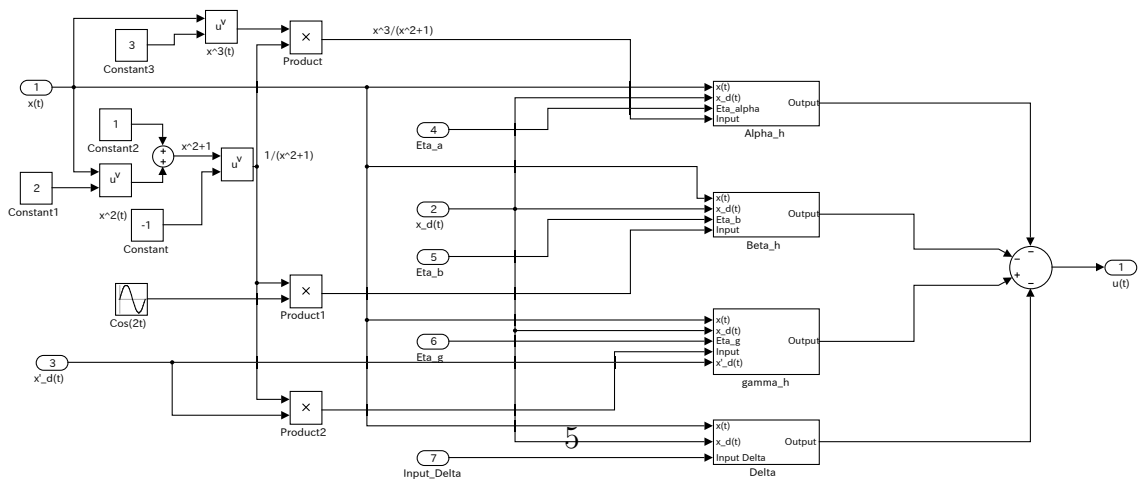 u^v
x^3(t)
3
Constant3
×
Product
x^3/(x^2+1)
1
x(t)
1
Constant2
+
+
x^2+1
u^v
1/(x^2+1)
2
Constant1
u^v
x^2(t)
-1
Constant
Cos(2t)
×
Product1
3
x'_d(t)
×
Product2
4
Eta_a
2
x_d(t)
5
Eta_b
6
Eta_g
7
Input_Delta
5
x(t)
x_d(t)
Eta_alpha
Input
Output
Alpha_h
x(t)
x_d(t)
Eta_b
Input
Output
Beta_h
x(t)
x_d(t)
Eta_g
Input
x'_d(t)
Output
gamma_h
x(t)
x_d(t)
Input Delta
Output
Delta
−
−
+
−
1
u(t)